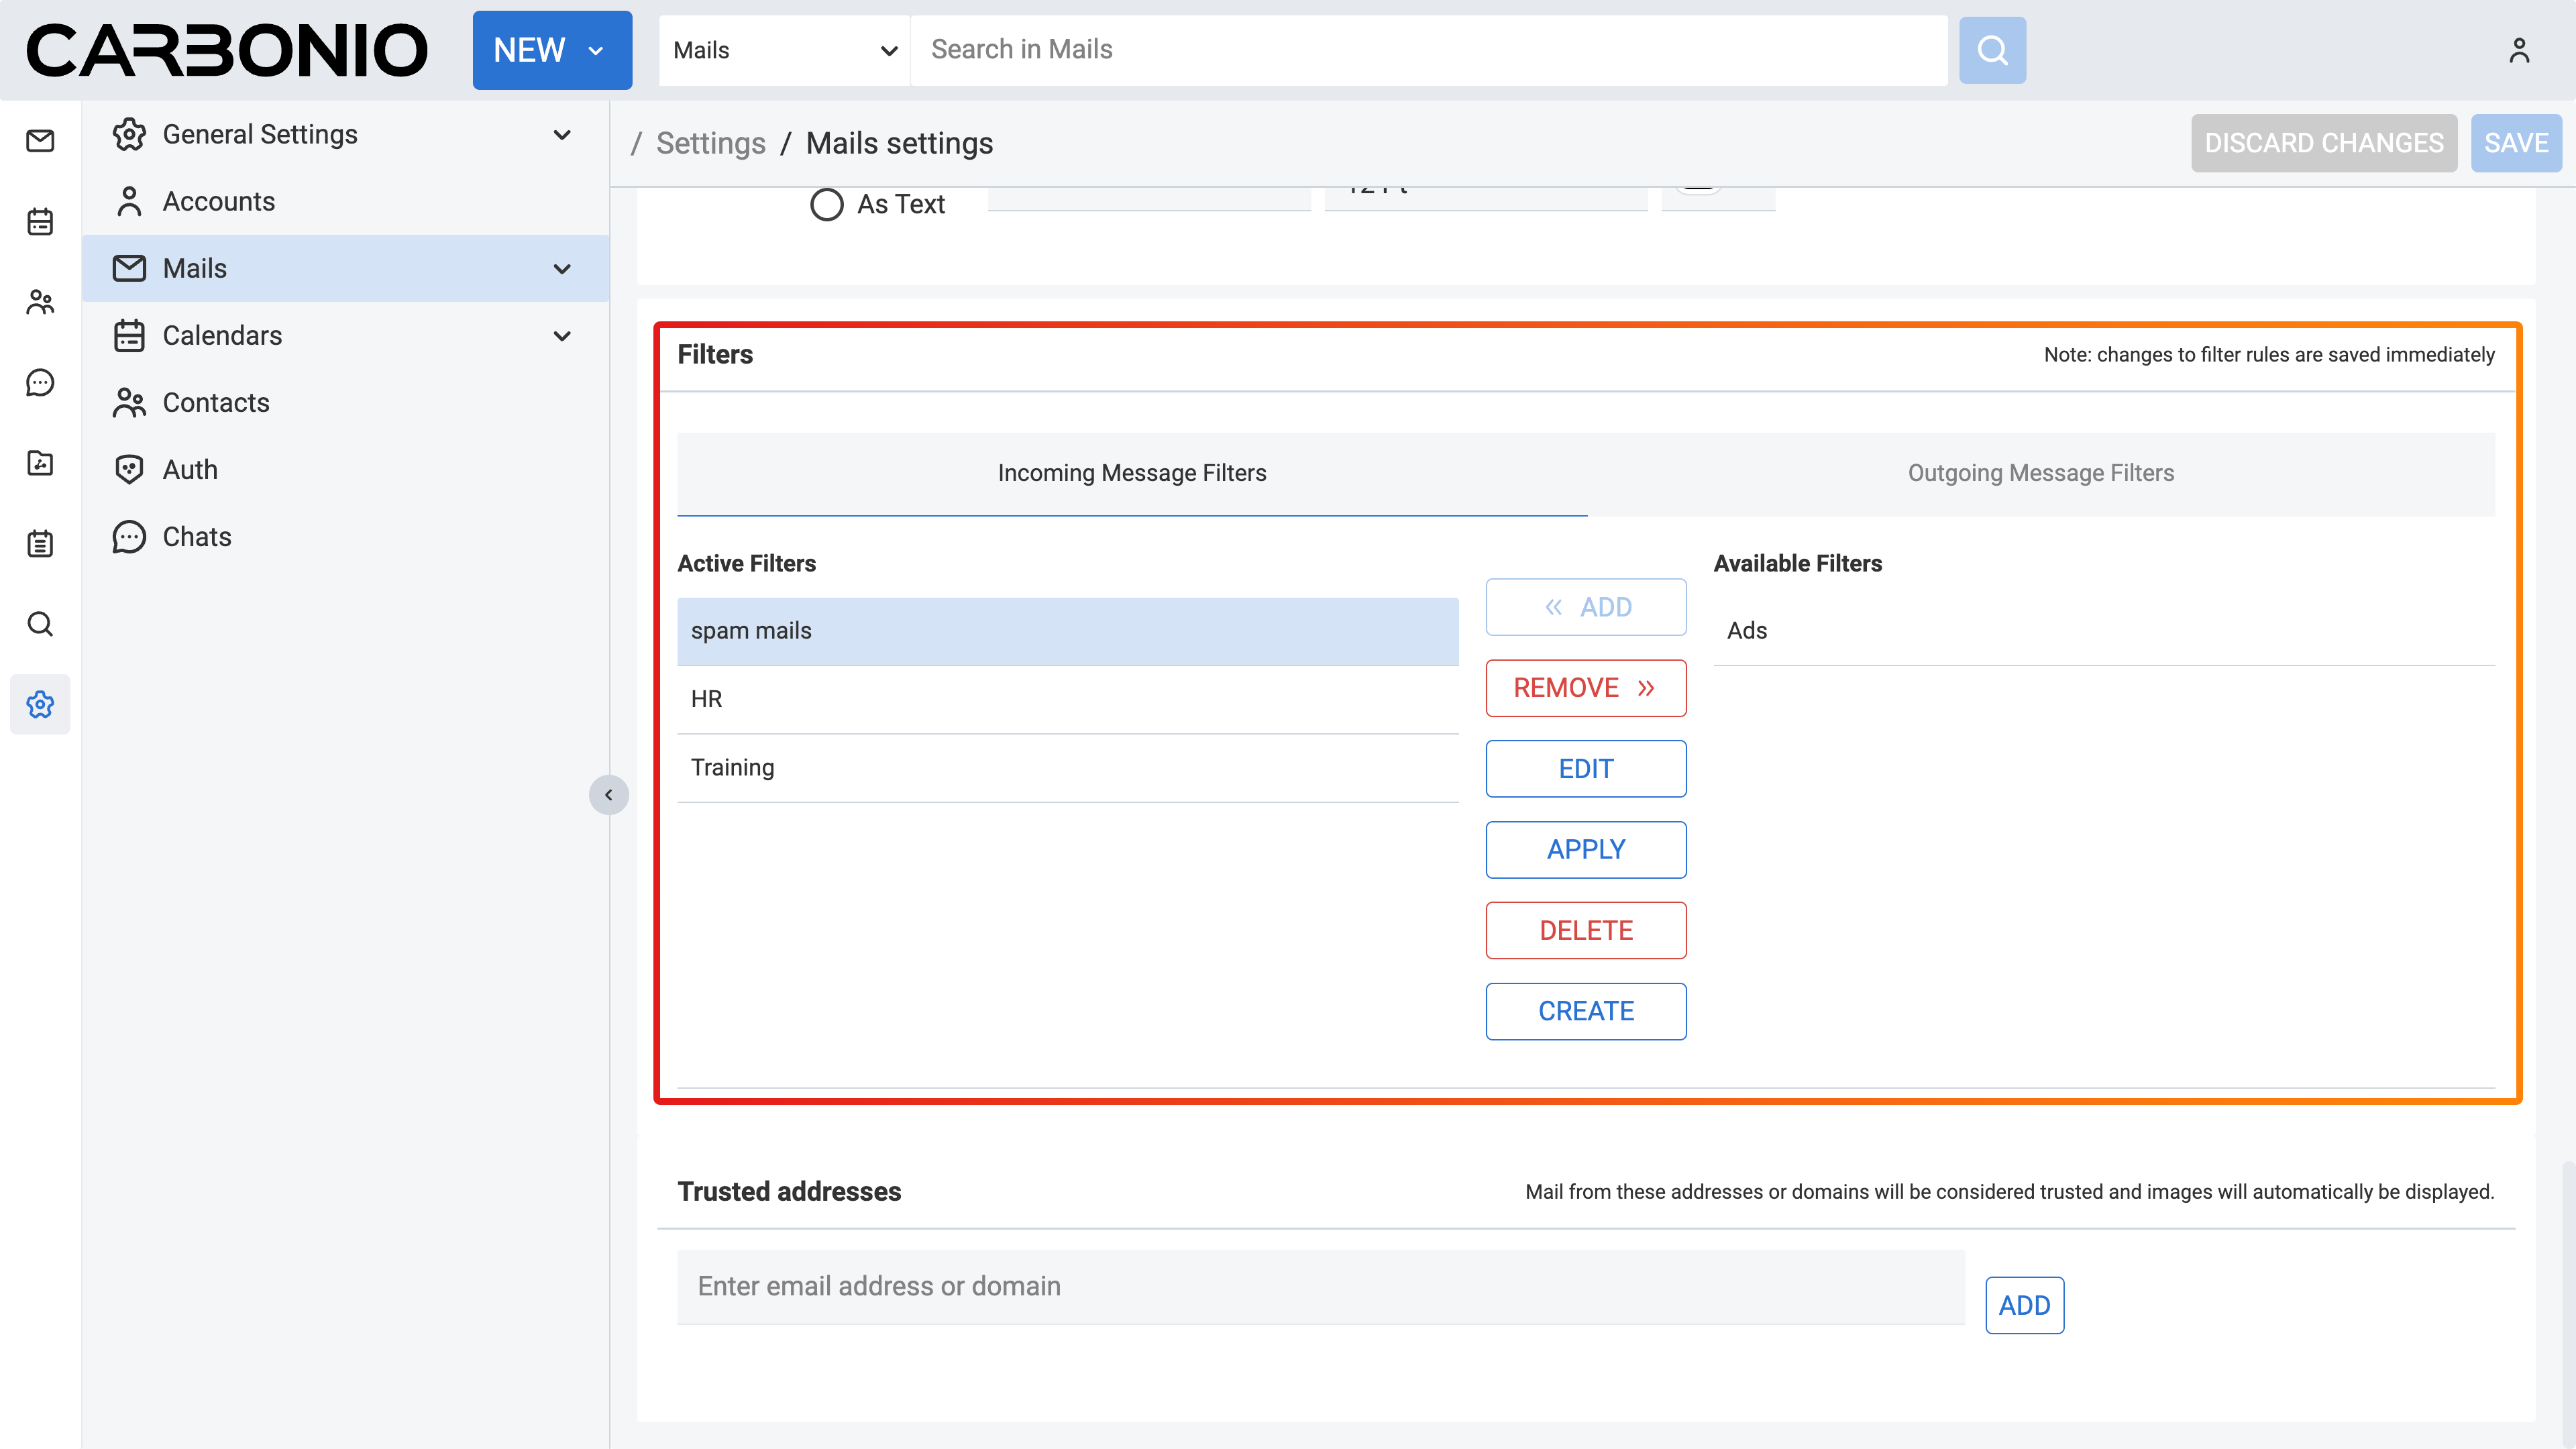 CARBONIO
NEW
Mails
Search in Mails
General Settings
Accounts
Mails
Calendars
Contacts
Auth
Chats
/ Settings / Mails settings
DISCARD CHANGES
SAVE
As Text
Filters
Note: changes to filter rules are saved immediately
Incoming Message Filters
Outgoing Message Filters
Active Filters
spam mails
HR
Training
« ADD
REMOVE »
EDIT
APPLY
DELETE
CREATE
Available Filters
Ads
Trusted addresses
Mail from these addresses or domains will be considered trusted and images will automatically be displayed.
Enter email address or domain
ADD